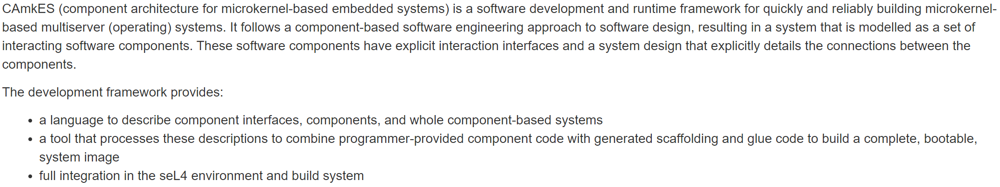 CAmkES (component architecture for microkernel-based embedded systems) is a software development and runtime framework for quickly and reliably building microkernel-
based multiserver (operating) systems. It follows a component-based software engineering approach to software design, resulting in a system that is modelled as a set of
interacting software components. These software components have explicit interaction interfaces and a system design that explicitly details the connections between the
components.
The development framework provides:
• a language to describe component interfaces, components, and whole component-based systems
• a tool that processes these descriptions to combine programmer-provided component code with generated scaffolding and glue code to build a complete, bootable,
system image
• full integration in the seL4 environment and build system